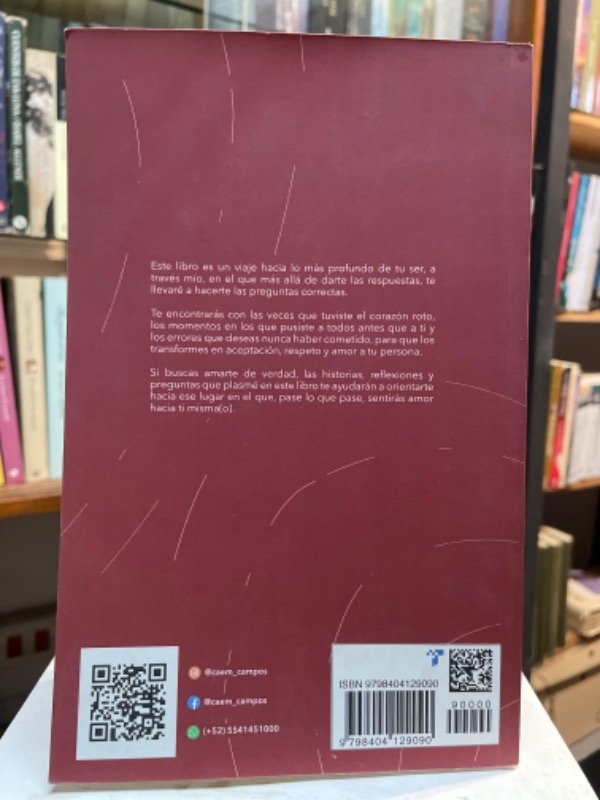 Este libro es un viaje hacia lo más profundo de tu ser, a
través mío, en el que más allá de darte las respuestas, te
llevaré a hacerte las preguntas correctas.
Te encontrarás con las veces que tuviste el corazón roto,
los momentos en los que pusiste a todos antes que a ti y
los errores que deseas nunca haber cometido, para que los
transformes en aceptación, respeto y amor a tu persona.
Si buscas amarte de verdad, las historias, reflexiones y
preguntas que plasmé en este libro te ayudarán a orientarte
hacia ese lugar en el que, pase lo que pase, sentirás amor
hacia ti misma(o).
@caem_campos
@caem_campos
(+52) 5541451000
ISBN 9798404129090
90000
9 798404 129090